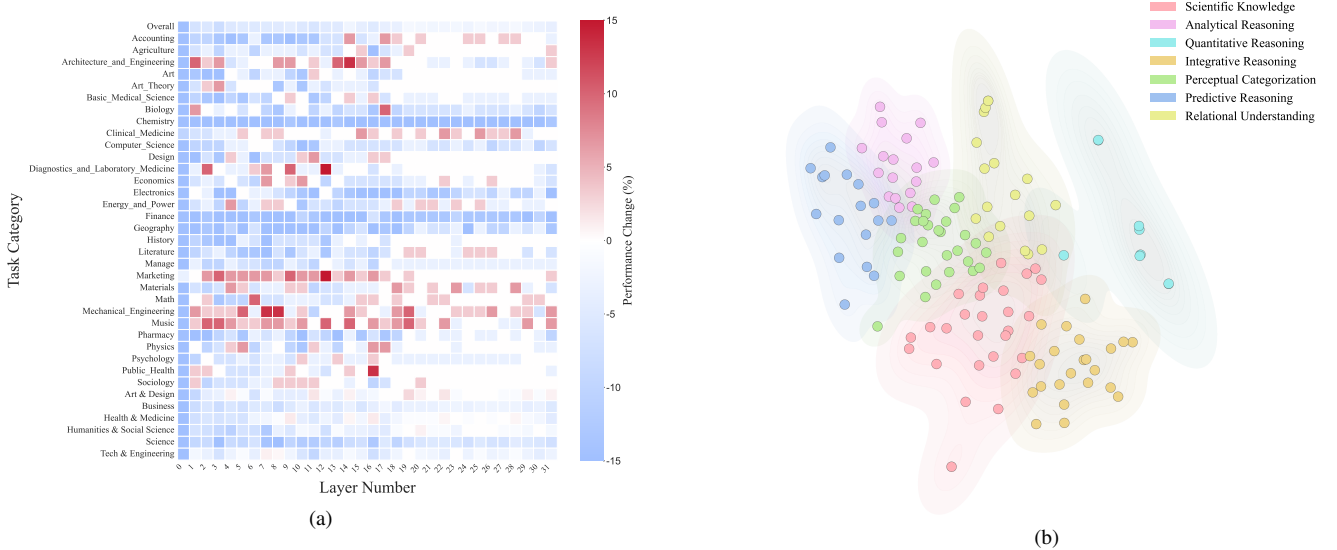 Task Category
Overall
Accounting
Agriculture
Architecture_and_Engineering
Art
Art_Theory
Basic_Medical_Science
Biology
Chemistry
Clinical_Medicine
Computer_Science
Design
Diagnostics_and_Laboratory_Medicine
Economics
Electronics
Energy_and_Power
Finance
Geography
History
Literature
Manage
Marketing
Materials
Math
Mechanical_Engineering
Music
Pharmacy
Physics
Psychology
Public_Health
Sociology
Art & Design
Business
Health & Medicine
Humanities & Social Science
Science
Tech & Engineering
0 1 2 3 4 5 6 7 8 9 10 11 12 13 14 15 16 17 18 19 20 21 22 23 24 25 26 27 28 29 30 31
Layer Number
15
10
5
0
-5
-10
-15
Performance Change (%)
(a)
Scientific Knowledge
Analytical Reasoning
Quantitative Reasoning
Integrative Reasoning
Perceptual Categorization
Predictive Reasoning
Relational Understanding
(b)